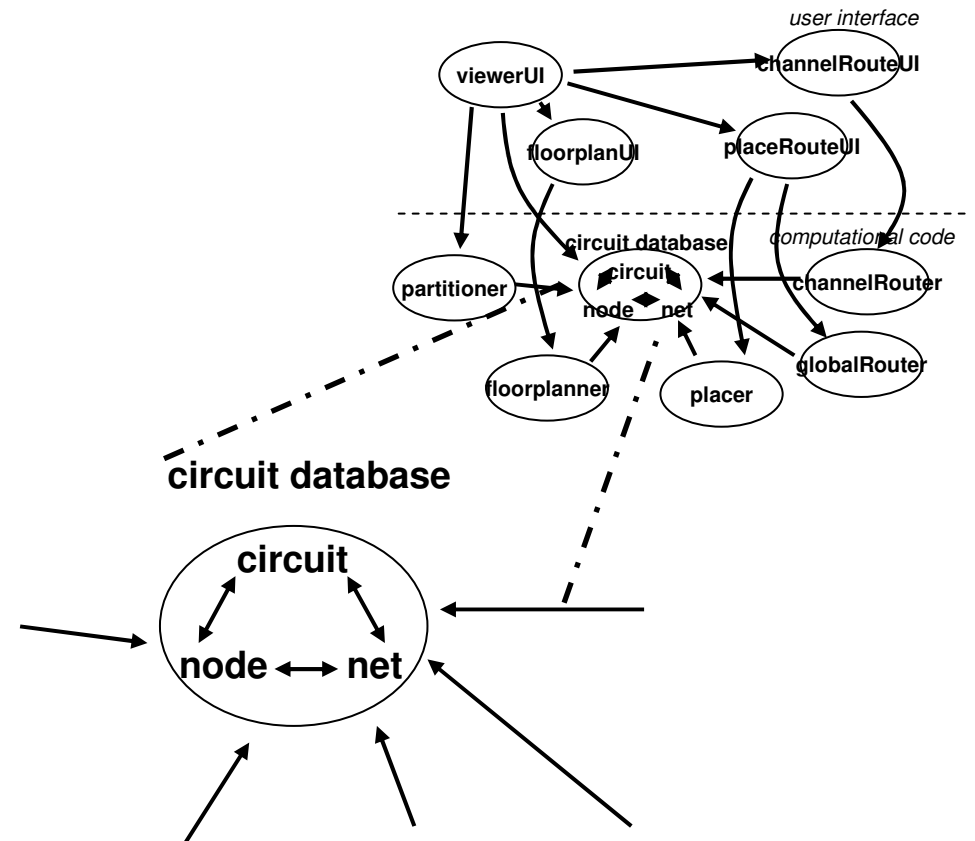 user interface
viewerUI
channelRouteUI
floorplanUI
placeRouteUI
circuit database
computational code
circuit
partitioner
channelRouter
node
net
floorplanner
placer
globalRouter
circuit database
circuit
node
net